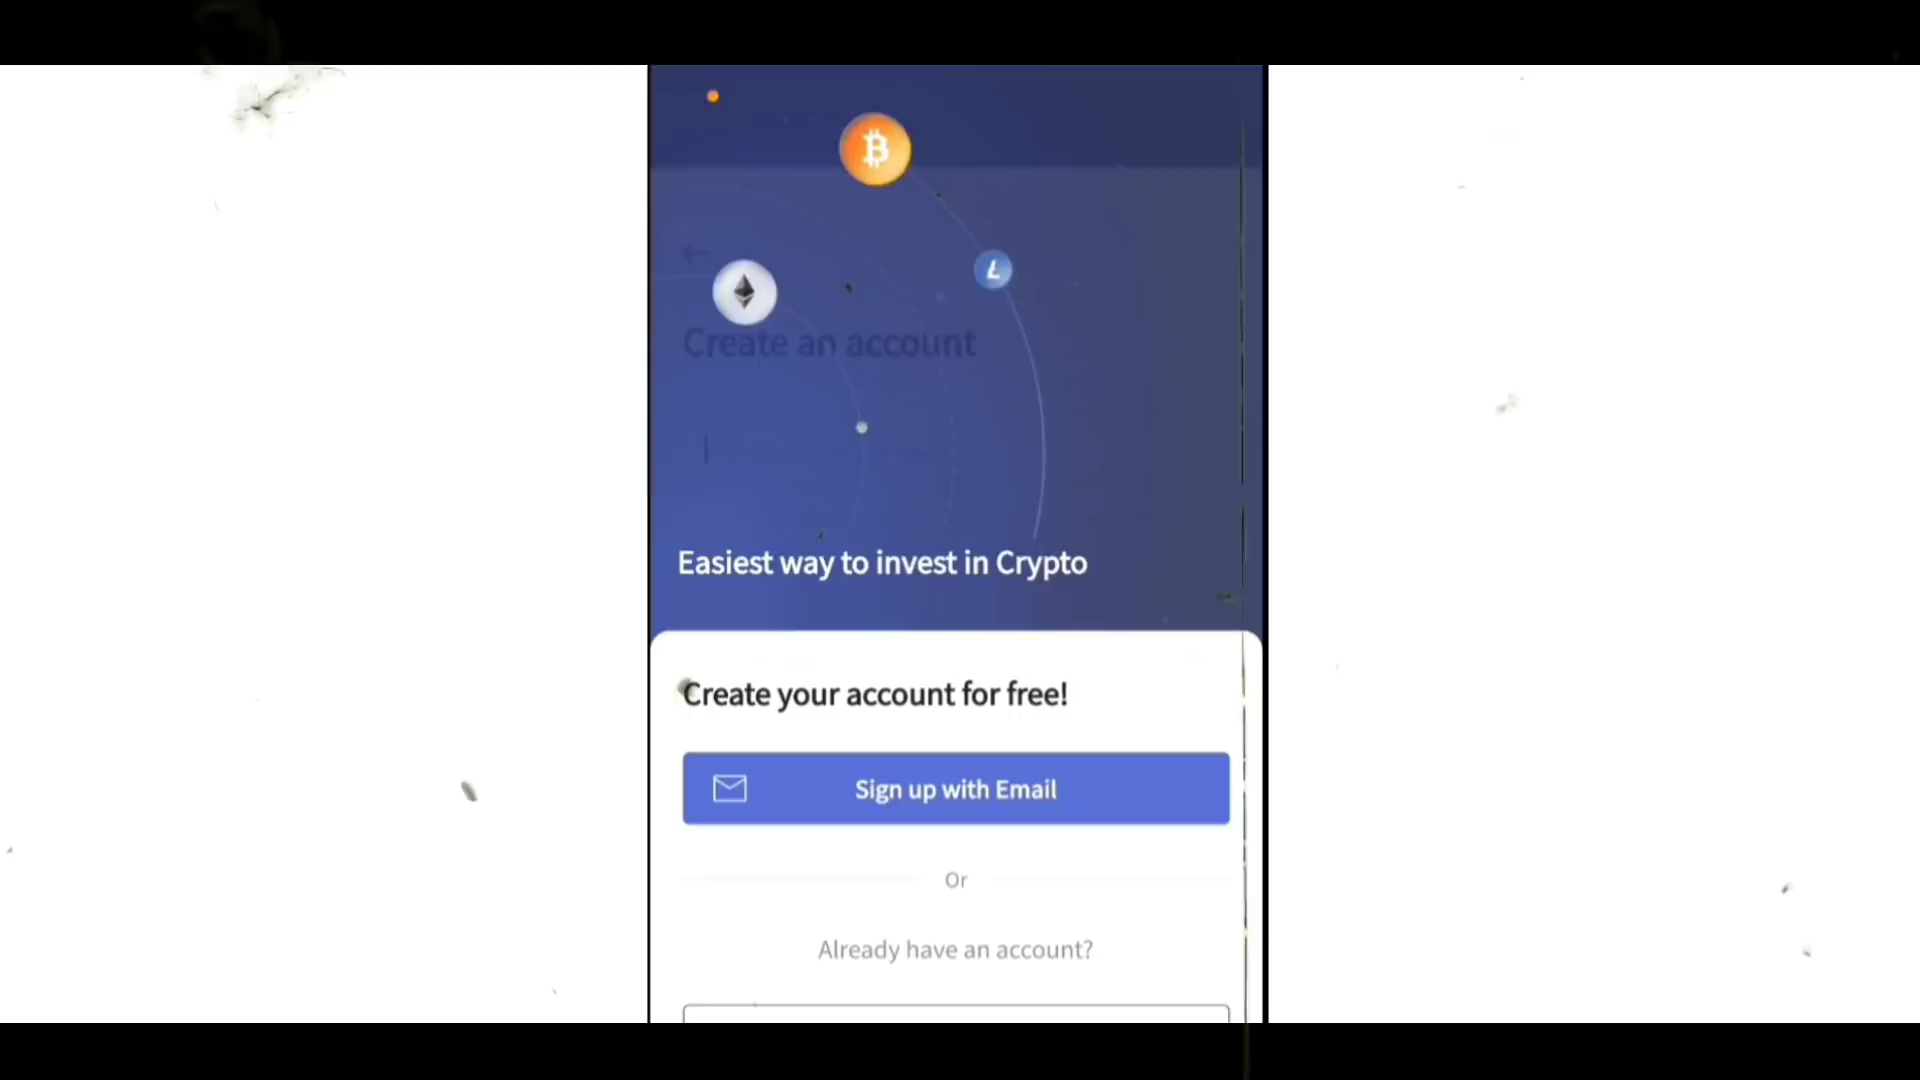 Create an account
Easiest way to invest in Crypto
Create your account for free!
Sign up with Email
Or
Already have an account?